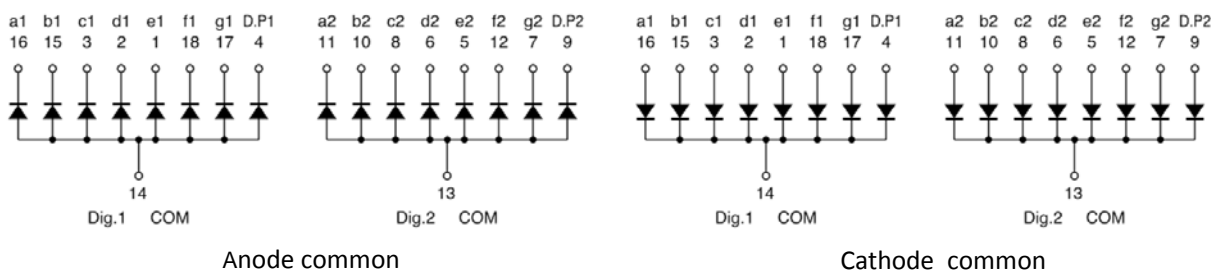 a1 b1 c1 d1 e1 f1 g1 D.P1 a2 b2 c2 d2 e2 f2 g2 D.P2 a1 b1 c1 d1 e1 f1 g1 D.P1 a2 b2 c2 d2 e2 f2 g2 D.P2
16 15 3 2 1 18 17 4 11 10 8 6 5 12 7 9 16 15 3 2 1 18 17 4 11 10 8 6 5 12 7 9
14 13 14 13
Dig.1 COM Dig.2 COM Dig.1 COM Dig.2 COM
Anode common Cathode common